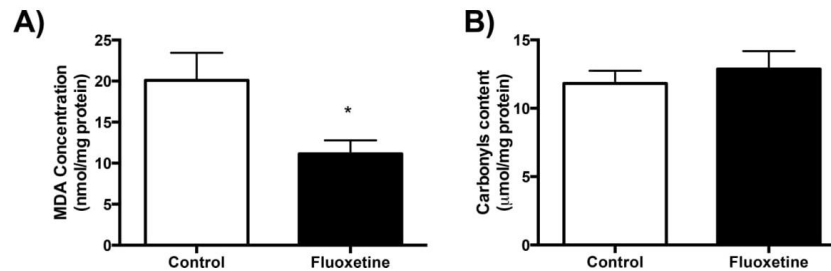 A)
MDA Concentration
(nmol/mg protein)
25
20
15
10
5
0
*
Control
Fluoxetine
B)
Carbonyls content
(μmol/mg protein)
15
10
5
0
Control
Fluoxetine